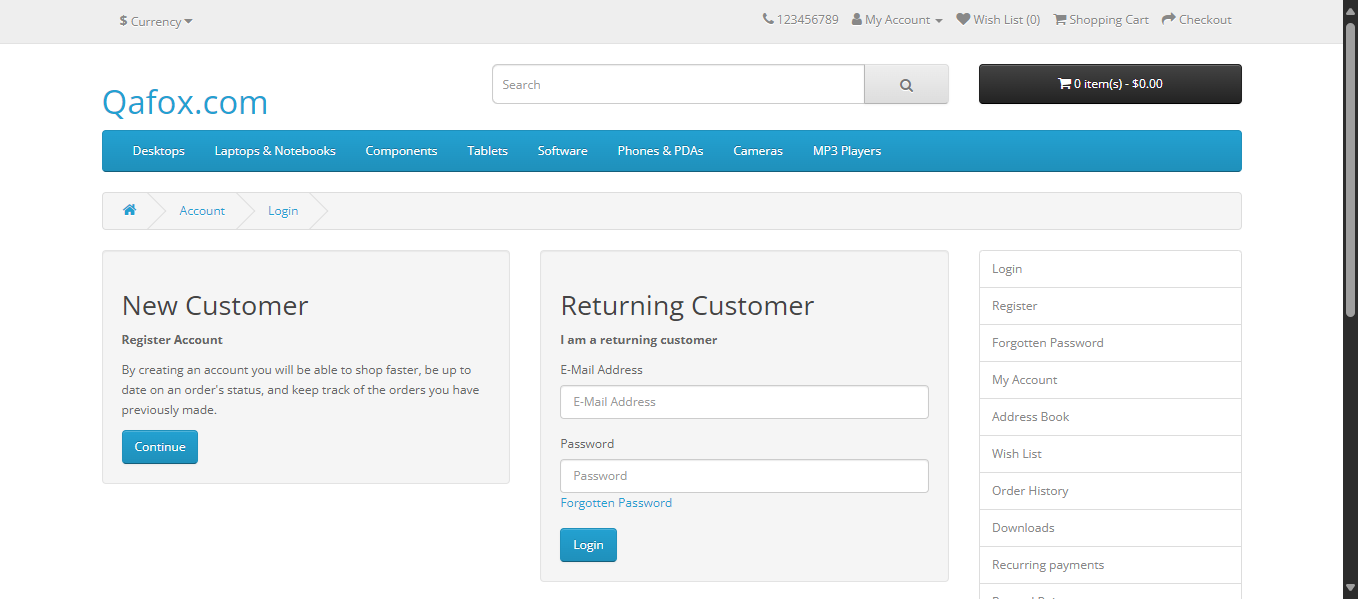 $ Currency
123456789 My Account Wish List (0) Shopping Cart Checkout
Qafox.com
Search
0 item(s) - $0.00
Desktops Laptops & Notebooks Components Tablets Software Phones & PDAs Cameras MP3 Players
Account Login
New Customer
Register Account
By creating an account you will be able to shop faster, be up to
date on an order's status, and keep track of the orders you have
previously made.
Continue
Returning Customer
I am a returning customer
E-Mail Address
E-Mail Address
Password
Password
Forgotten Password
Login
Login
Register
Forgotten Password
My Account
Address Book
Wish List
Order History
Downloads
Recurring payments